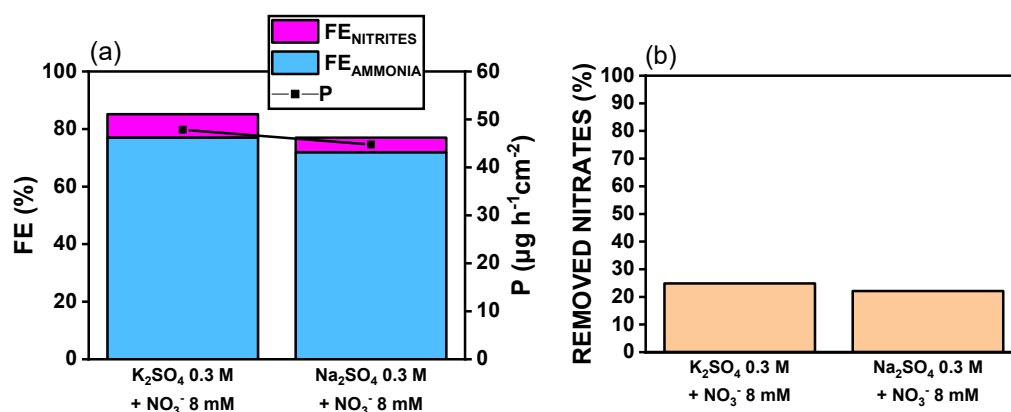 (a)
FE_NITRITES
FE_AMMONIA
P
100
80
60
40
20
0
FE (%)
60
50
40
30
20
10
0
P (µg h⁻¹cm⁻²)
K₂SO₄ 0.3 M
+ NO₃⁻ 8 mM
Na₂SO₄ 0.3 M
+ NO₃⁻ 8 mM
(b)
100
90
80
70
60
50
40
30
20
10
0
REMOVED NITRATES (%)
K₂SO₄ 0.3 M
+ NO₃⁻ 8 mM
Na₂SO₄ 0.3 M
+ NO₃⁻ 8 mM